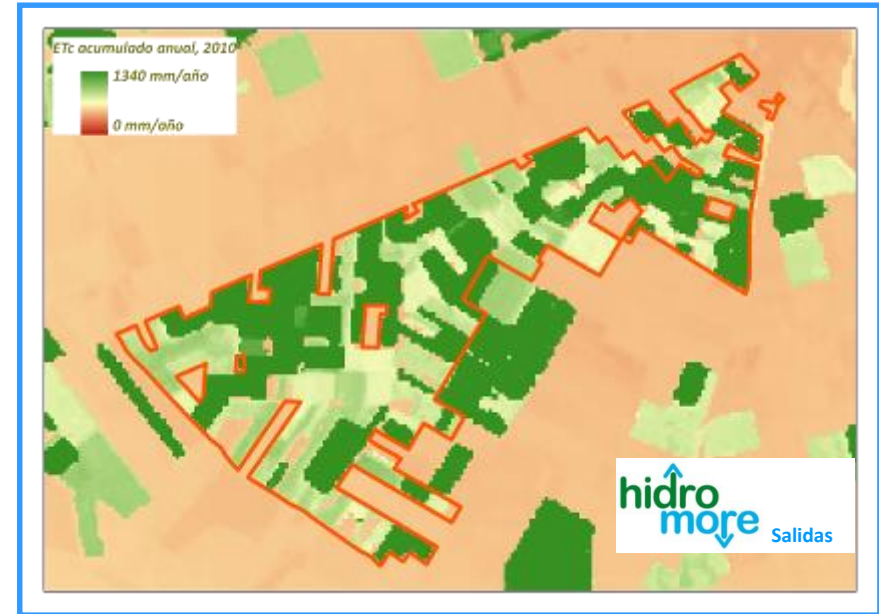 ETc acumulado anual, 2010
1340 mm/año
0 mm/año
hidro
more
Salidas